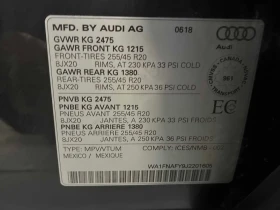 MFD. BY AUDI AG 0618
Audi
GVWR KG 2475
GAWR FRONT KG 1215
FRONT-TIRES 255/45 R20
8JX20 RIMS, AT 230 KPA 33 PSI COLD
GAWR REAR KG 1380
REAR-TIRES 255/45 R20
8JX20 RIMS, AT 250 KPA 36 PSI COLD
PNVB KG 2475
PNBE KG AVANT 1215
PNEUS AVANT 255/45 R20
8JX20 JANTES, A 230 KPA 33 PSI FROID
PNBE KG ARRIERE 1380
PNEUS ARRIERE 255/45 R20
8JX20 JANTES, A 250 KPA 36 PSI FROID
EC
TYPE: MPV/VTUM
MEXICO / MEXIQUE